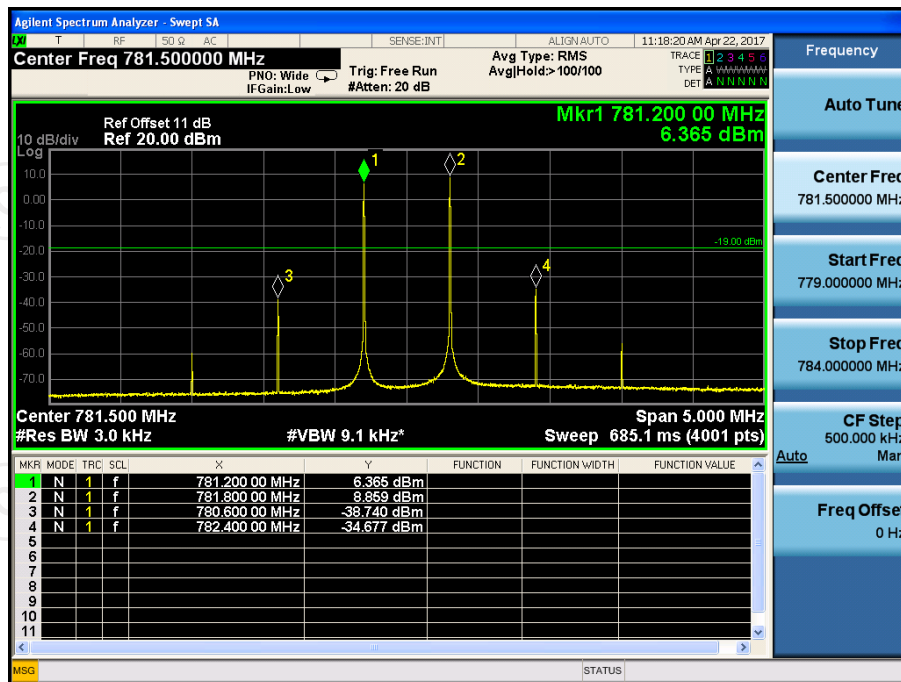 Agilent Spectrum Analyzer - Swept SA
LXI T RF 50 Ω AC SENSE:INT ALIGN AUTO 11:18:20 AM Apr 22, 2017
Center Freq 781.500000 MHz
PNO: Wide
IFGain:Low
Trig: Free Run
#Atten: 20 dB
Avg Type: RMS
Avg|Hold:>100/100
TRACE 1 2 3 4 5 6
TYPE A WWWWWW
DET A N N N N N
Mkr1 781.200 00 MHz
6.365 dBm
Ref Offset 11 dB
10 dB/div Ref 20.00 dBm
Log
10.0
0.00
-10.0
-20.0
-30.0
-40.0
-50.0
-60.0
-70.0
1
2
3
4
-19.00 dBm
Center 781.500 MHz Span 5.000 MHz
#Res BW 3.0 kHz #VBW 9.1 kHz* Sweep 685.1 ms (4001 pts)
MKR MODE TRC SCL X Y FUNCTION FUNCTION WIDTH FUNCTION VALUE
1 N 1 f 781.200 00 MHz 6.365 dBm
2 N 1 f 781.800 00 MHz 8.859 dBm
3 N 1 f 780.600 00 MHz -38.740 dBm
4 N 1 f 782.400 00 MHz -34.677 dBm
5
6
7
8
9
10
11
MSG STATUS
Frequency
Auto Tune
Center Freq
781.500000 MHz
Start Freq
779.000000 MHz
Stop Freq
784.000000 MHz
CF Step
500.000 kHz
Auto Man
Freq Offset
0 Hz